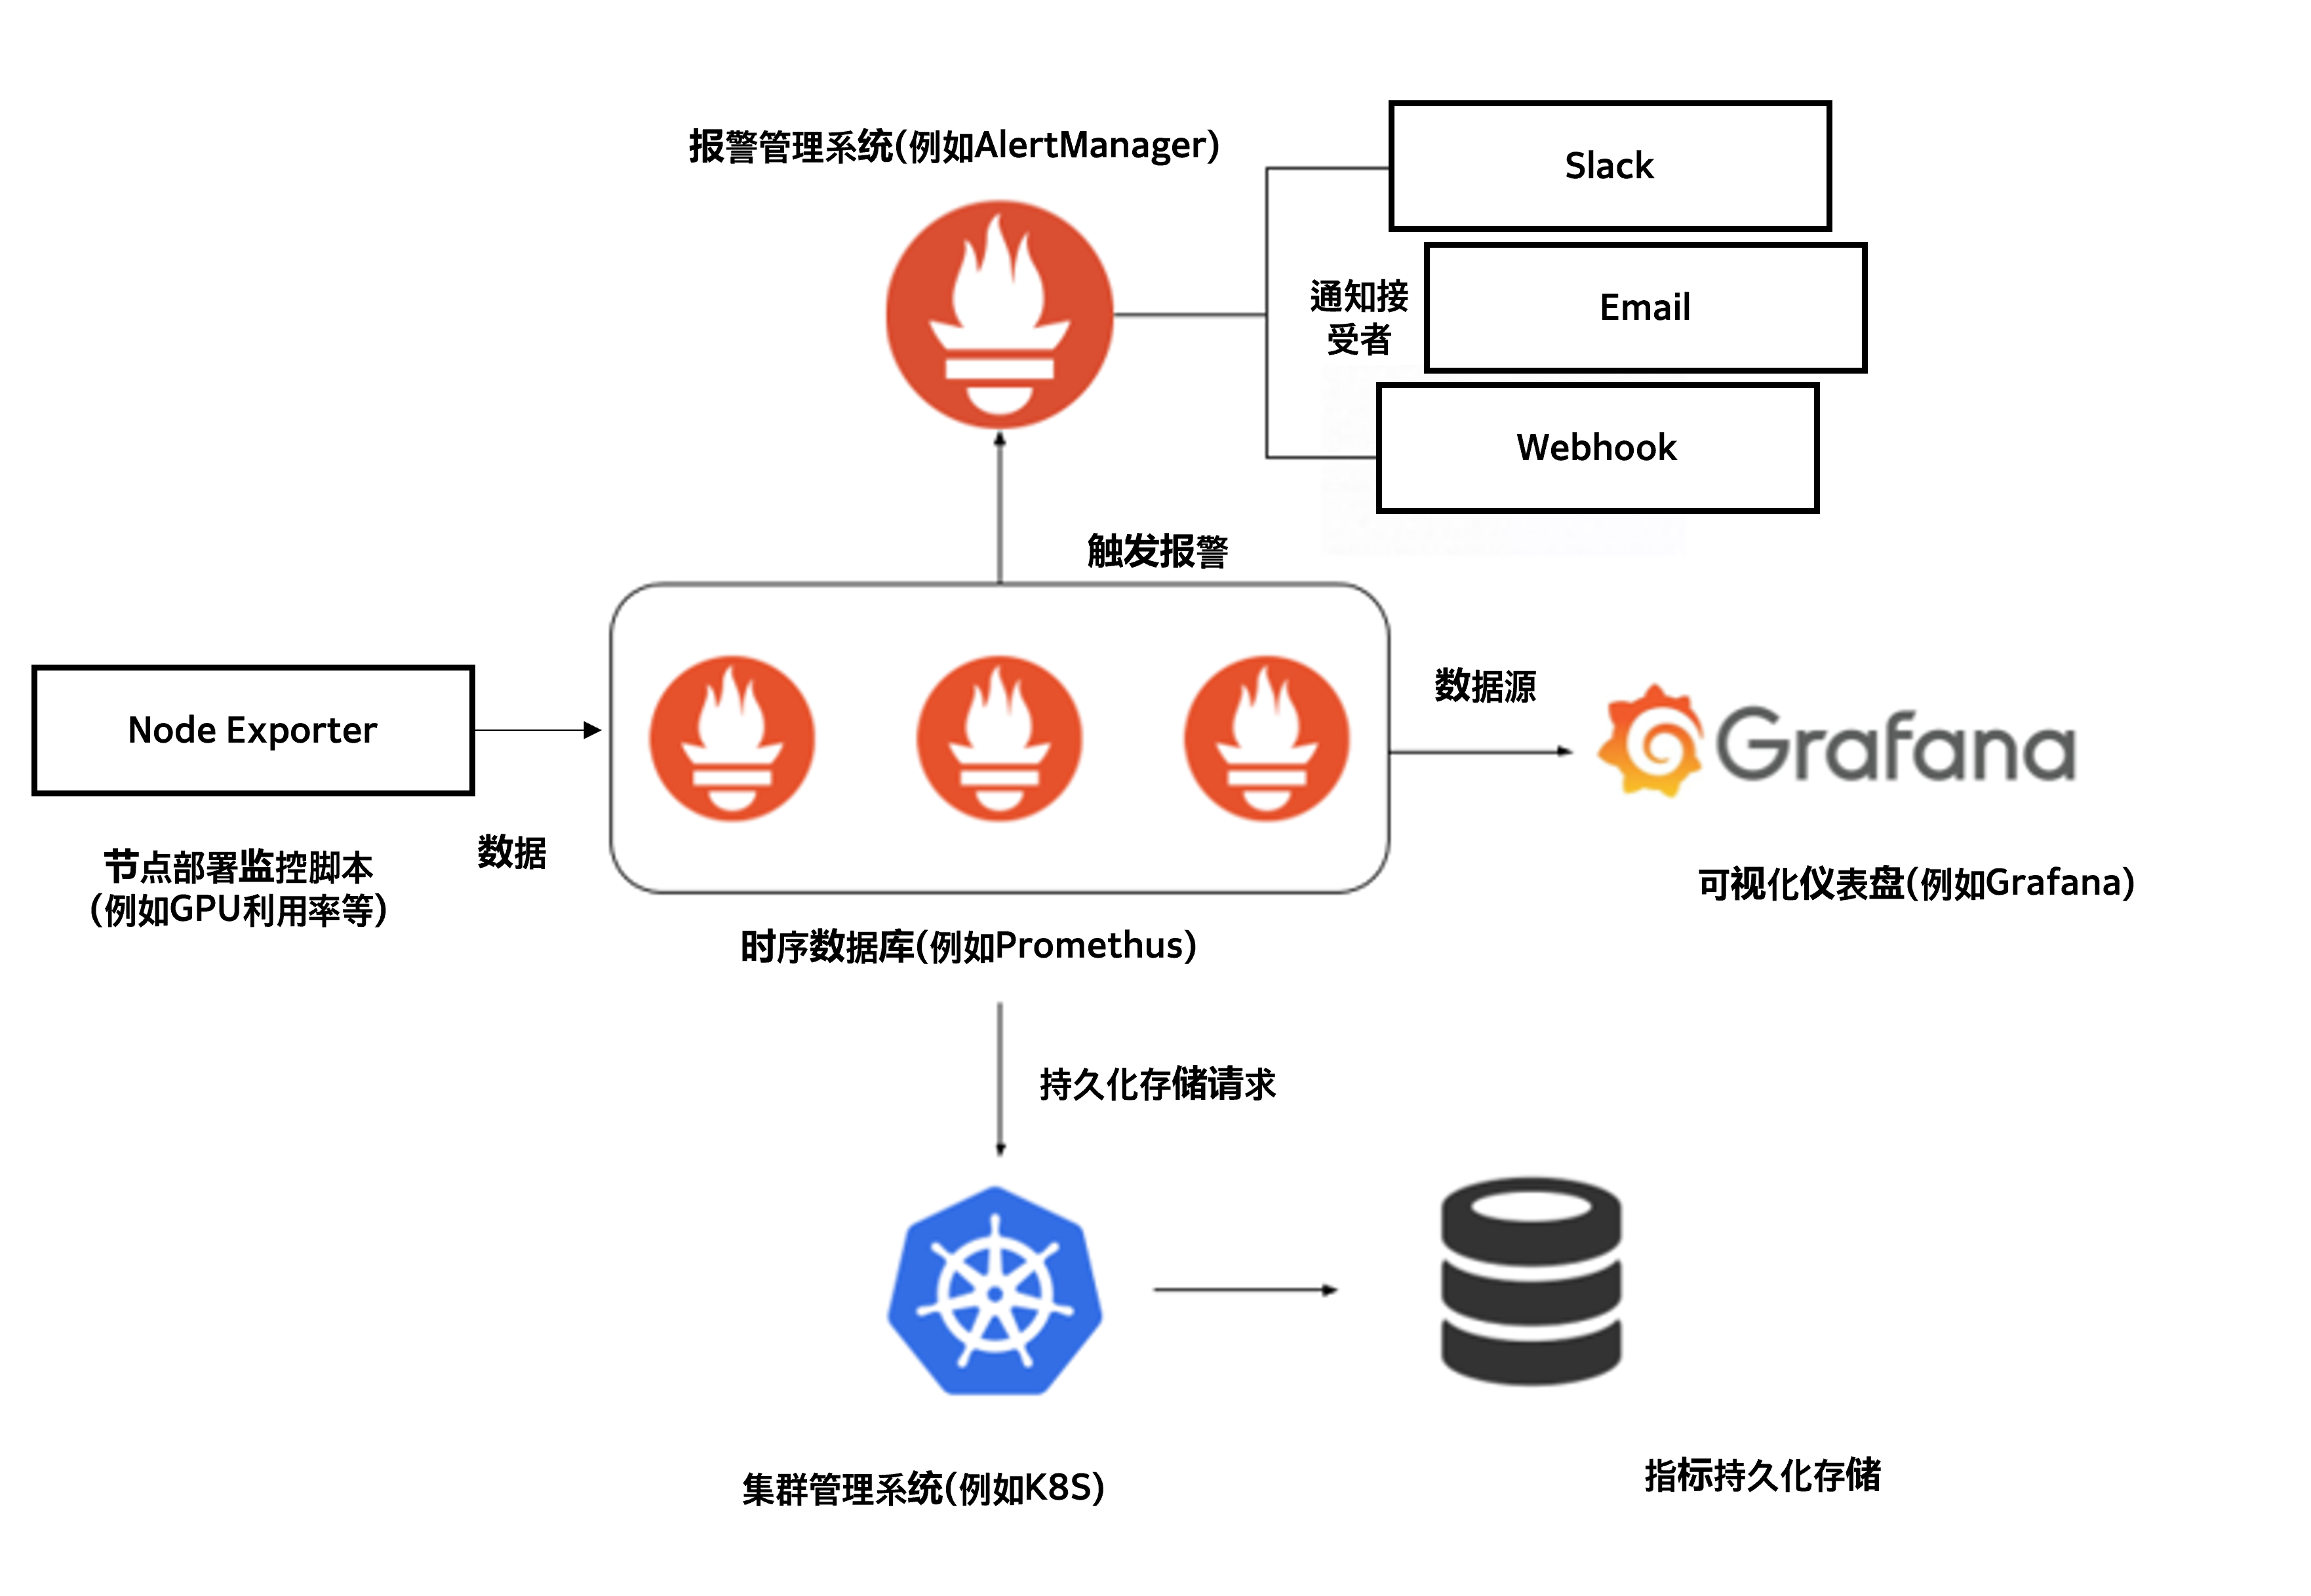 报警管理系统(例如AlertManager)
Slack
通知接
受者
Email
Webhook
触发报警
Node Exporter
数据源
Grafana
数据
节点部署监控脚本
(例如GPU利用率等)
可视化仪表盘(例如Grafana)
时序数据库(例如Promethus)
持久化存储请求
集群管理系统(例如K8S)
指标持久化存储